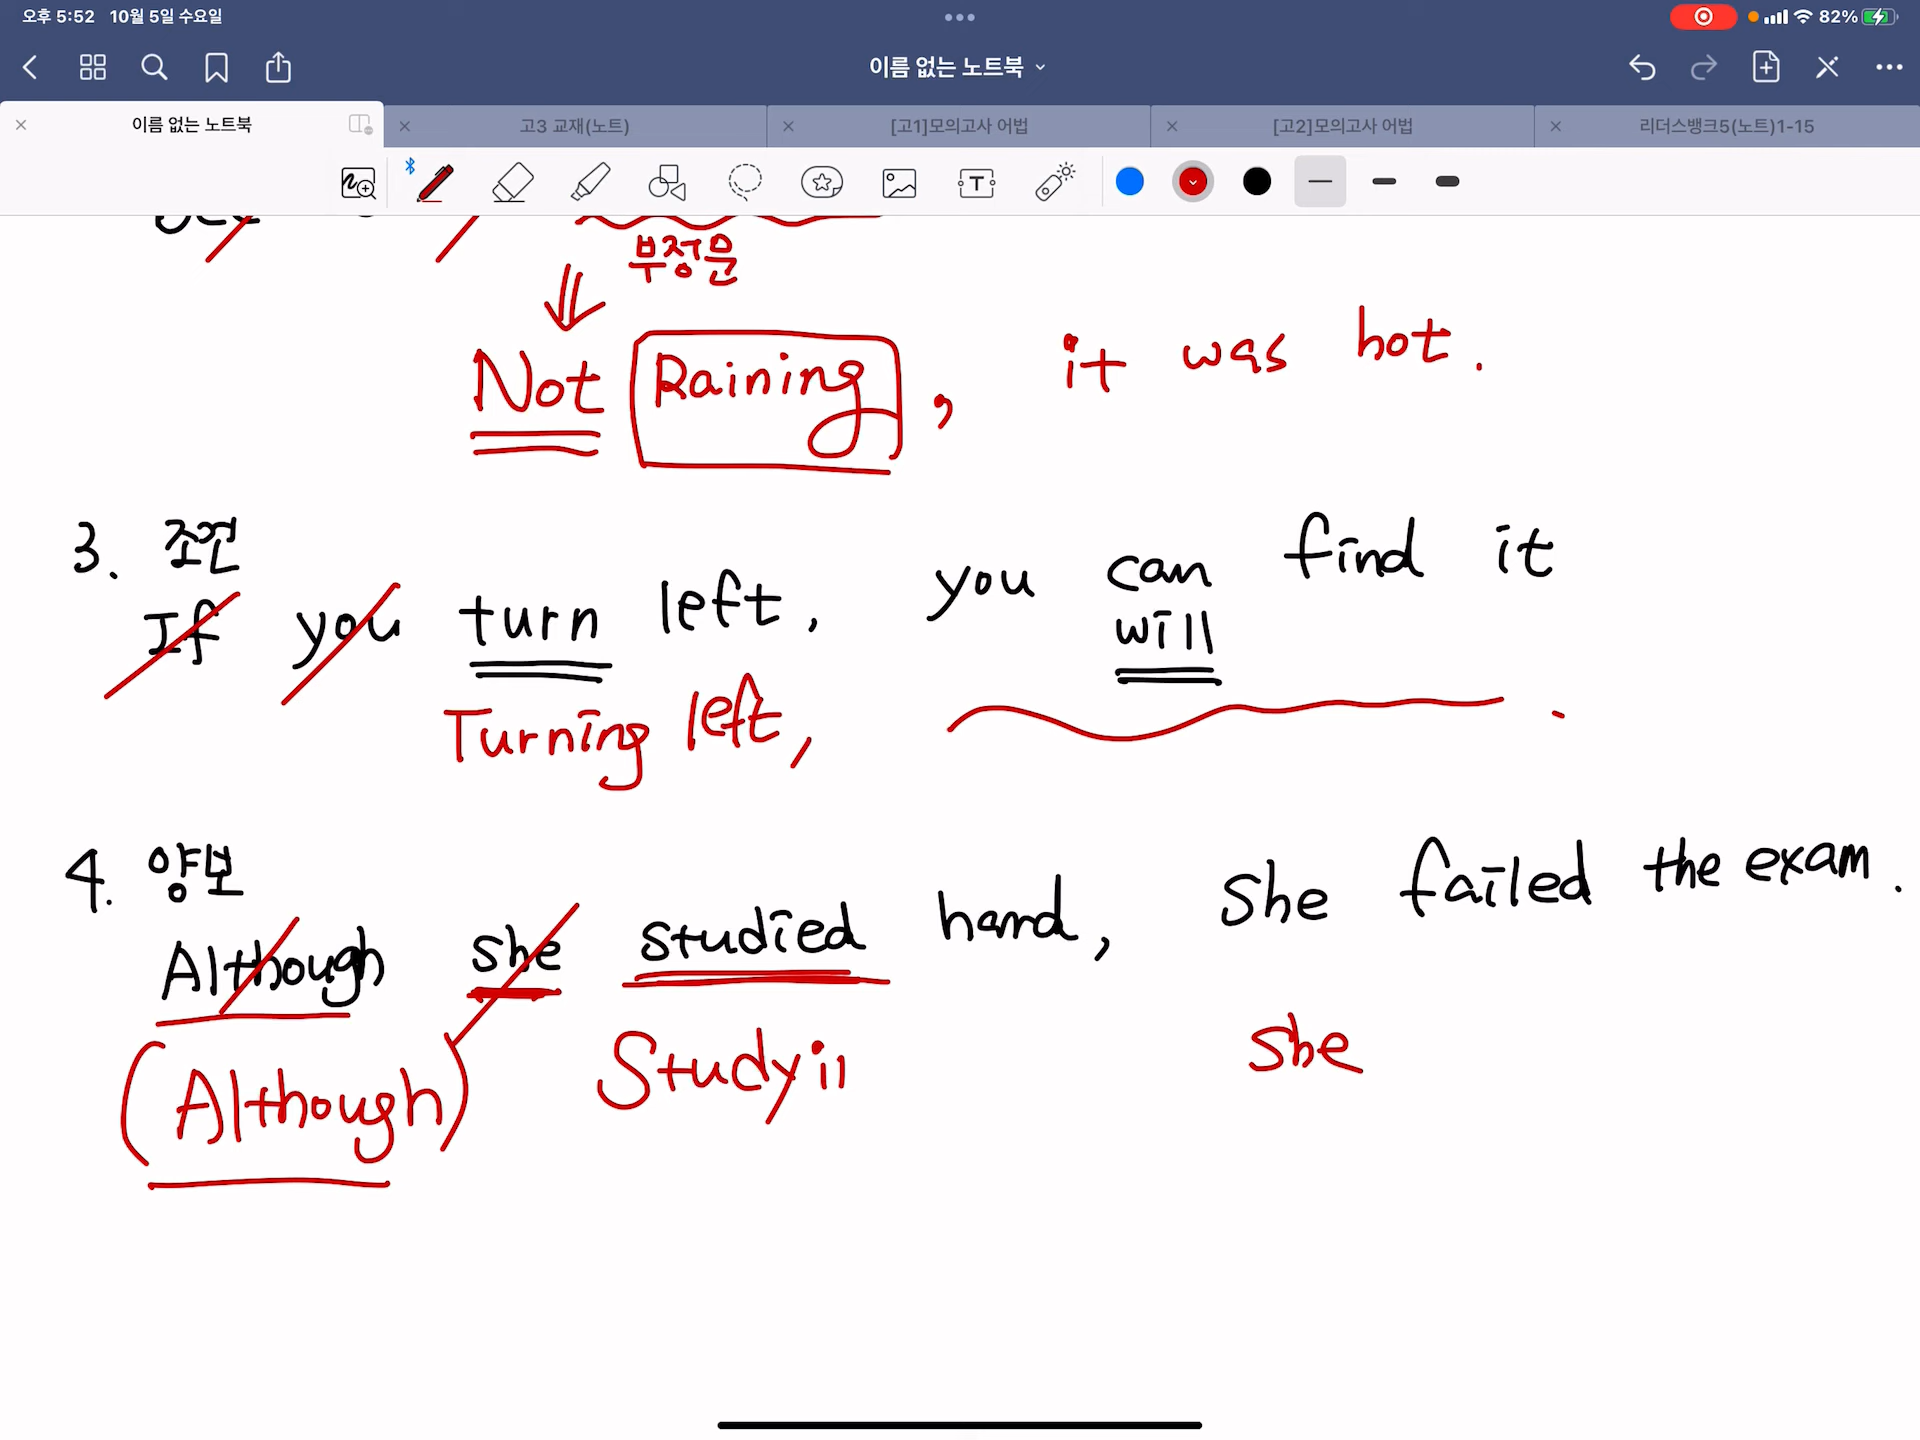 오후 5:52 10월 5일 수요일
82%
이름 없는 노트북
이름 없는 노트북
고3 교재(노트)
[고1]모의고사 어법
[고2]모의고사 어법
리더스뱅크5(노트)1-15
부정문
Not Raining, it was hot.
3. 조건
If you turn left, you can find it
will
Turning left, .
4. 양보
Although she studied hard, she failed the exam.
(Although) Studyin she